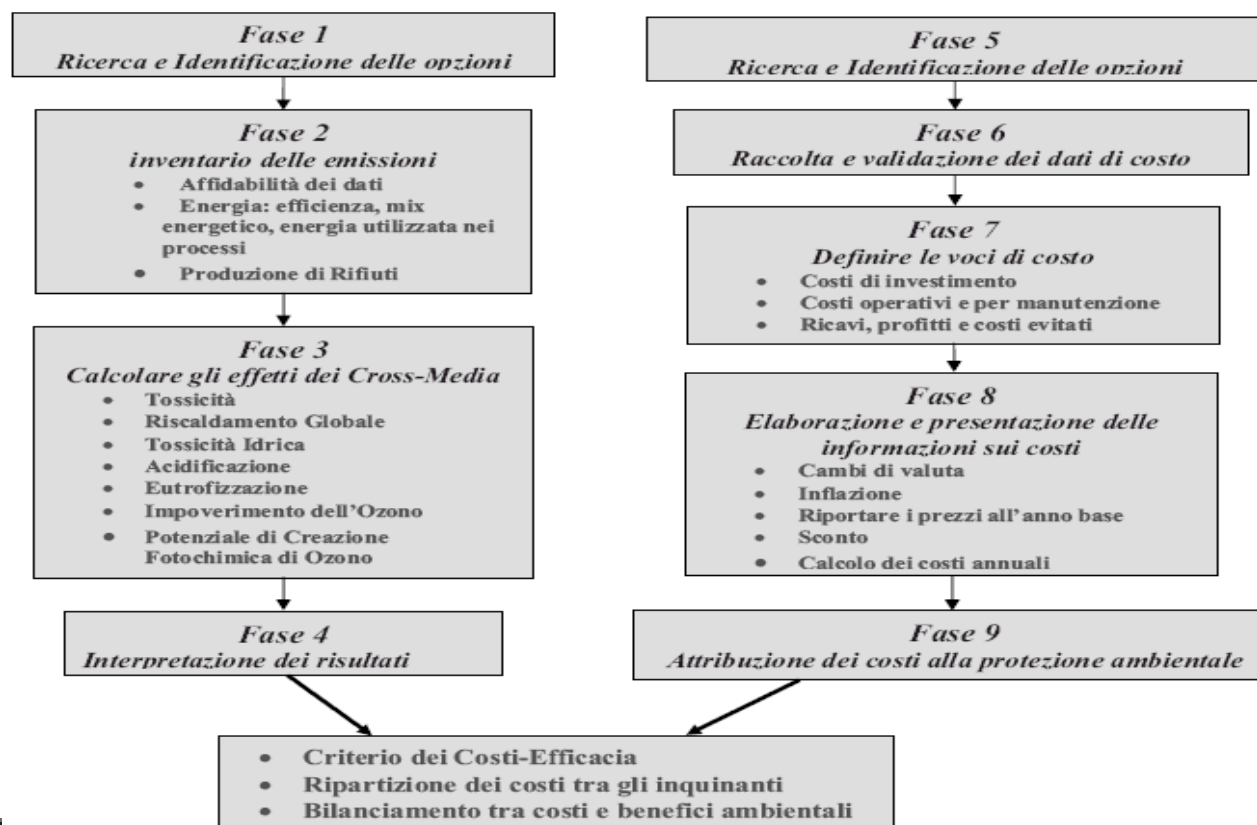 Fase 1
Ricerca e Identificazione delle opzioni
Fase 2
inventario delle emissioni
• Affidabilità dei dati
• Energia: efficienza, mix
energetico, energia utilizzata nei
processi
• Produzione di Rifiuti
Fase 3
Calcolare gli effetti dei Cross-Media
• Tossicità
• Riscaldamento Globale
• Tossicità Idrica
• Acidificazione
• Eutrofizzazione
• Impoverimento dell'Ozono
• Potenziale di Creazione
Fotochimica di Ozono
Fase 4
Interpretazione dei risultati
Fase 5
Ricerca e Identificazione delle opzioni
Fase 6
Raccolta e validazione dei dati di costo
Fase 7
Definire le voci di costo
• Costi di investimento
• Costi operativi e per manutenzione
• Ricavi, profitti e costi evitati
Fase 8
Elaborazione e presentazione delle
informazioni sui costi
• Cambi di valuta
• Inflazione
• Riportare i prezzi all'anno base
• Sconto
• Calcolo dei costi annuali
Fase 9
Attribuzione dei costi alla protezione ambientale
• Criterio dei Costi-Efficacia
• Ripartizione dei costi tra gli inquinanti
• Bilanciamento tra costi e benefici ambientali